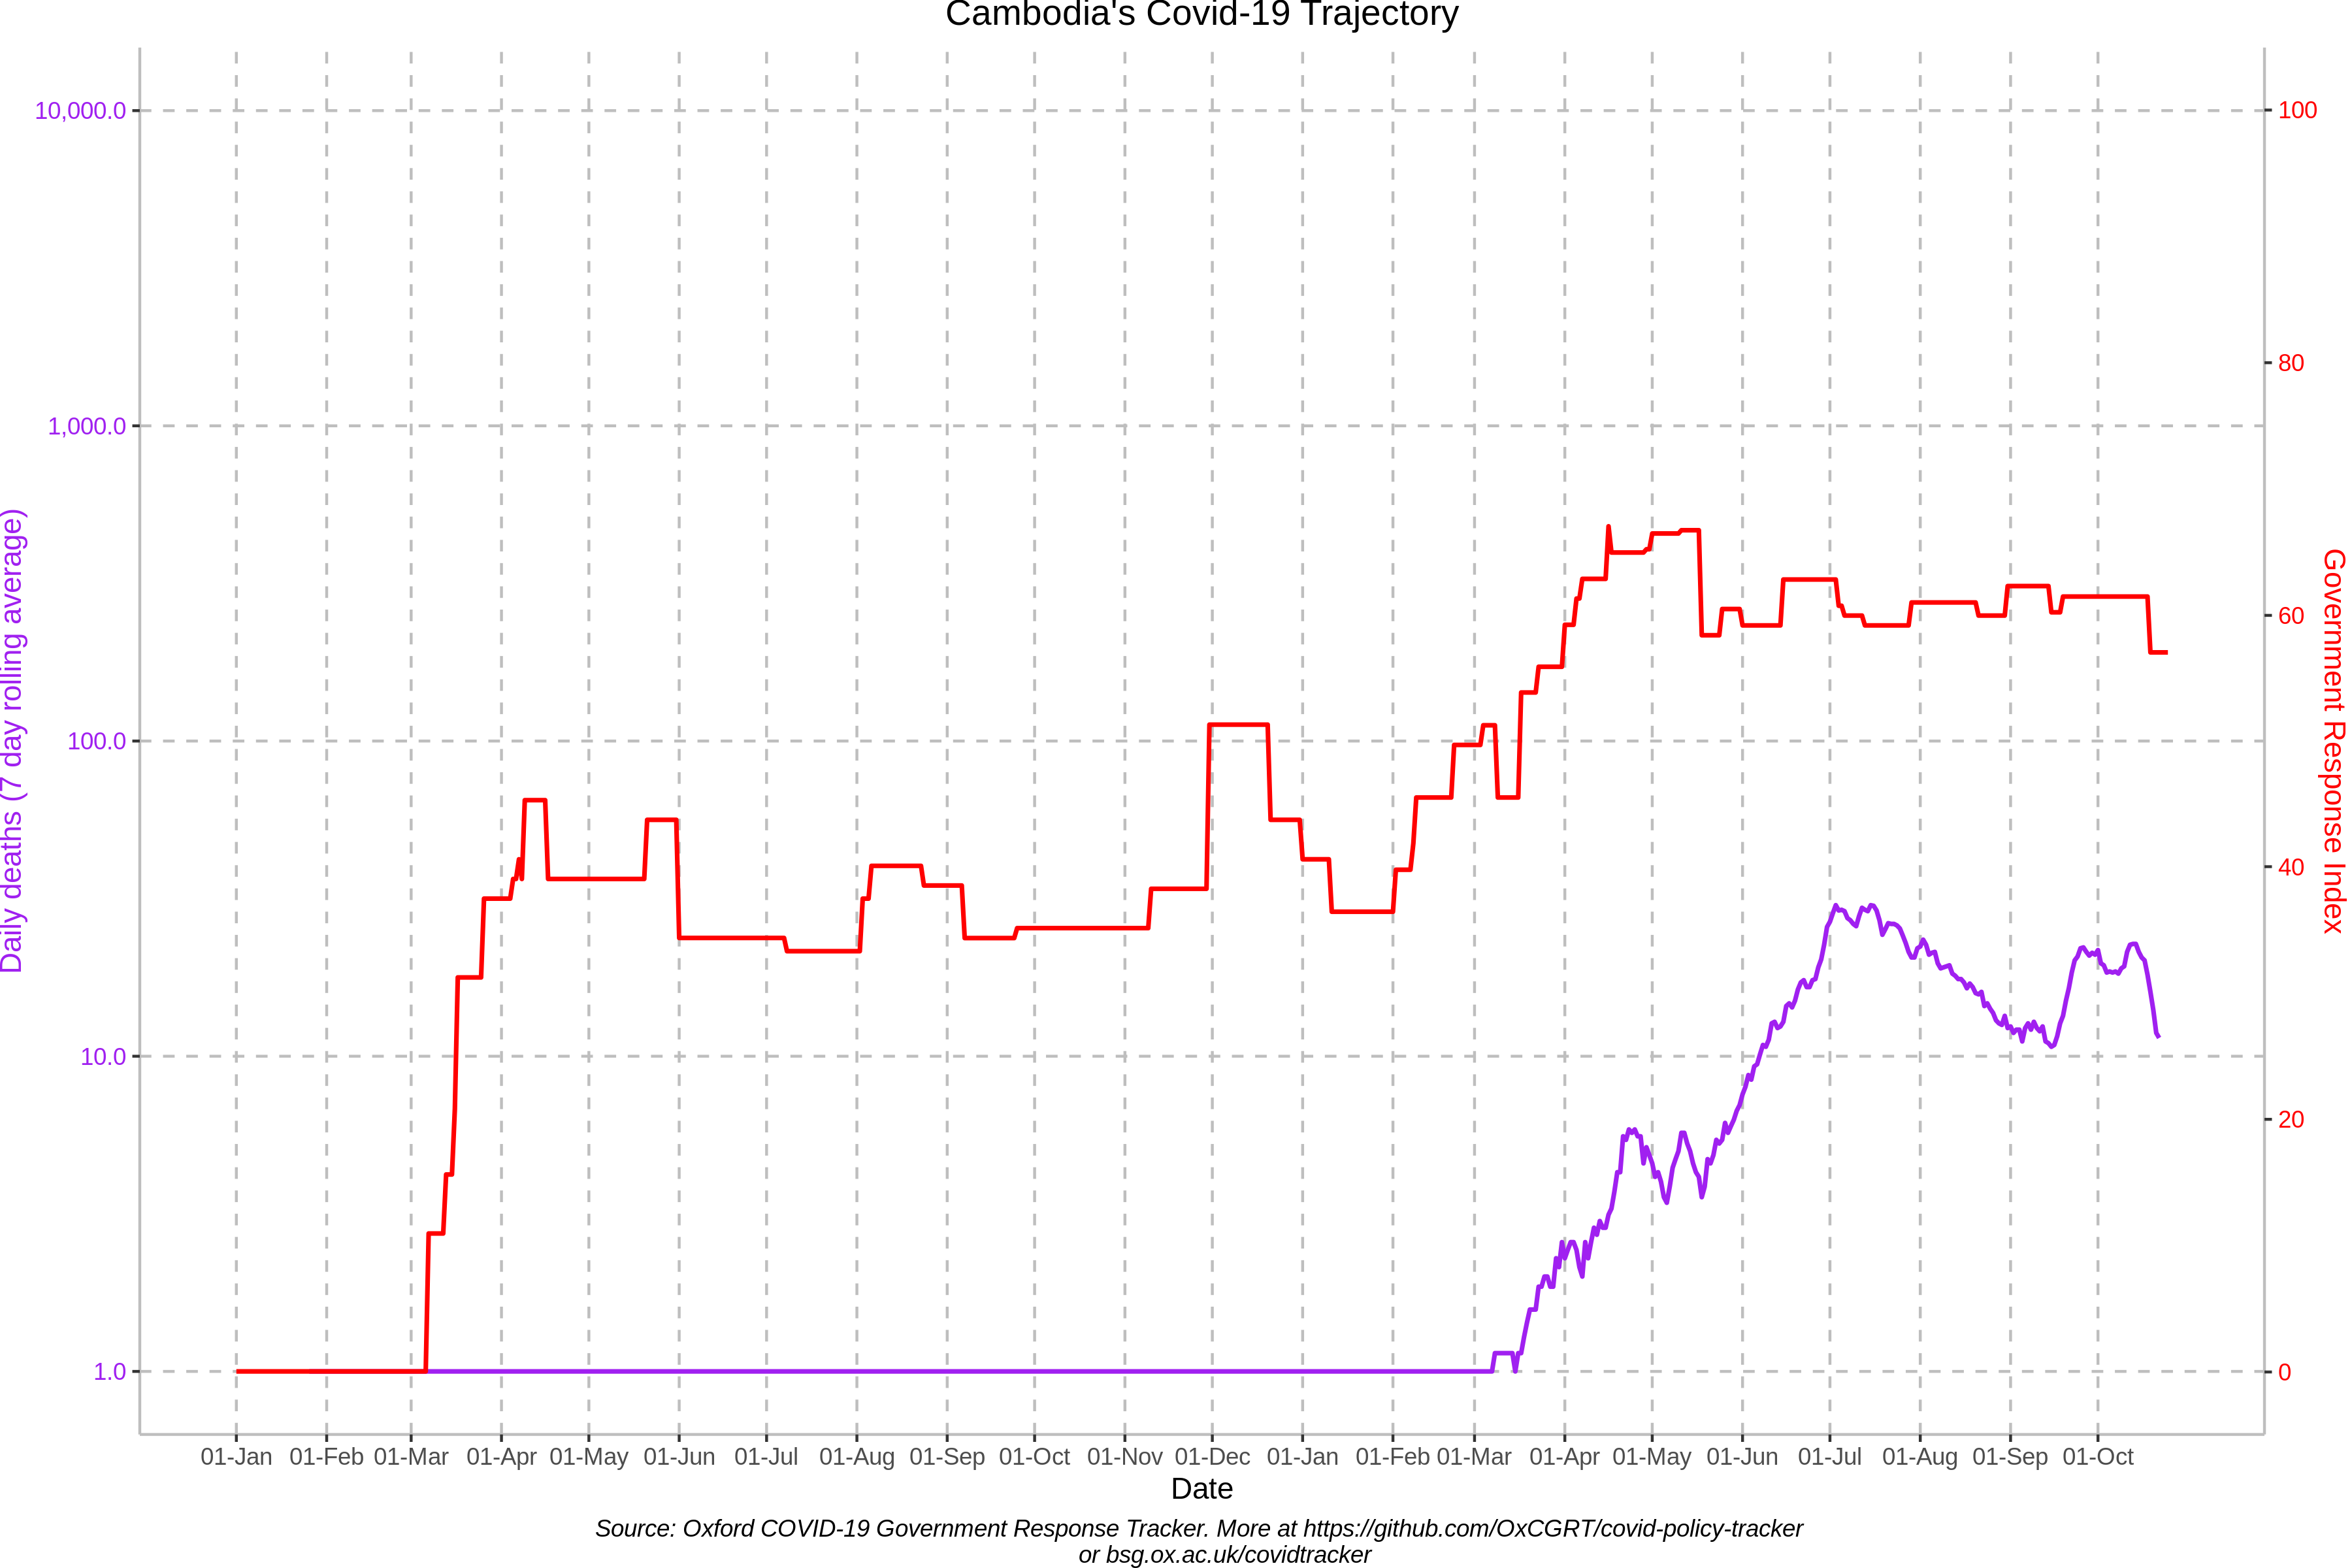 Cambodia's Covid-19 Trajectory
10,000.0
1,000.0
100.0
10.0
1.0
Daily deaths (7 day rolling average)
100
80
60
40
20
0
Government Response Index
01-Jan 01-Feb 01-Mar 01-Apr 01-May 01-Jun 01-Jul 01-Aug 01-Sep 01-Oct 01-Nov 01-Dec 01-Jan 01-Feb 01-Mar 01-Apr 01-May 01-Jun 01-Jul 01-Aug 01-Sep 01-Oct
Date
Source: Oxford COVID-19 Government Response Tracker. More at https://github.com/OxCGRT/covid-policy-tracker
or bsg.ox.ac.uk/covidtracker